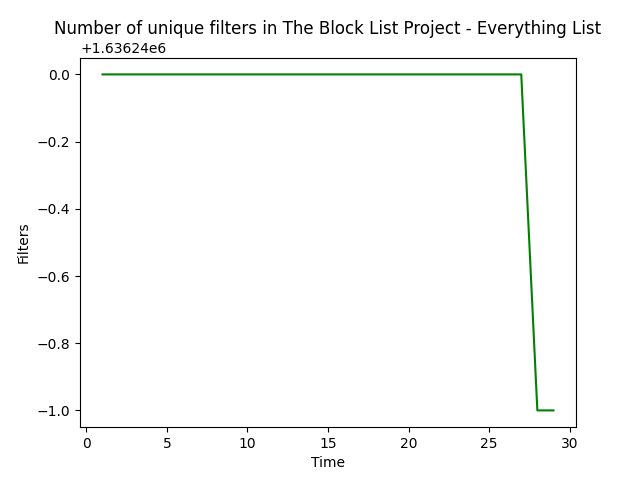 Number of unique filters in The Block List Project - Everything List
+1.63624e6
0.0
−0.2
−0.4
−0.6
−0.8
−1.0
Filters
0 5 10 15 20 25 30
Time